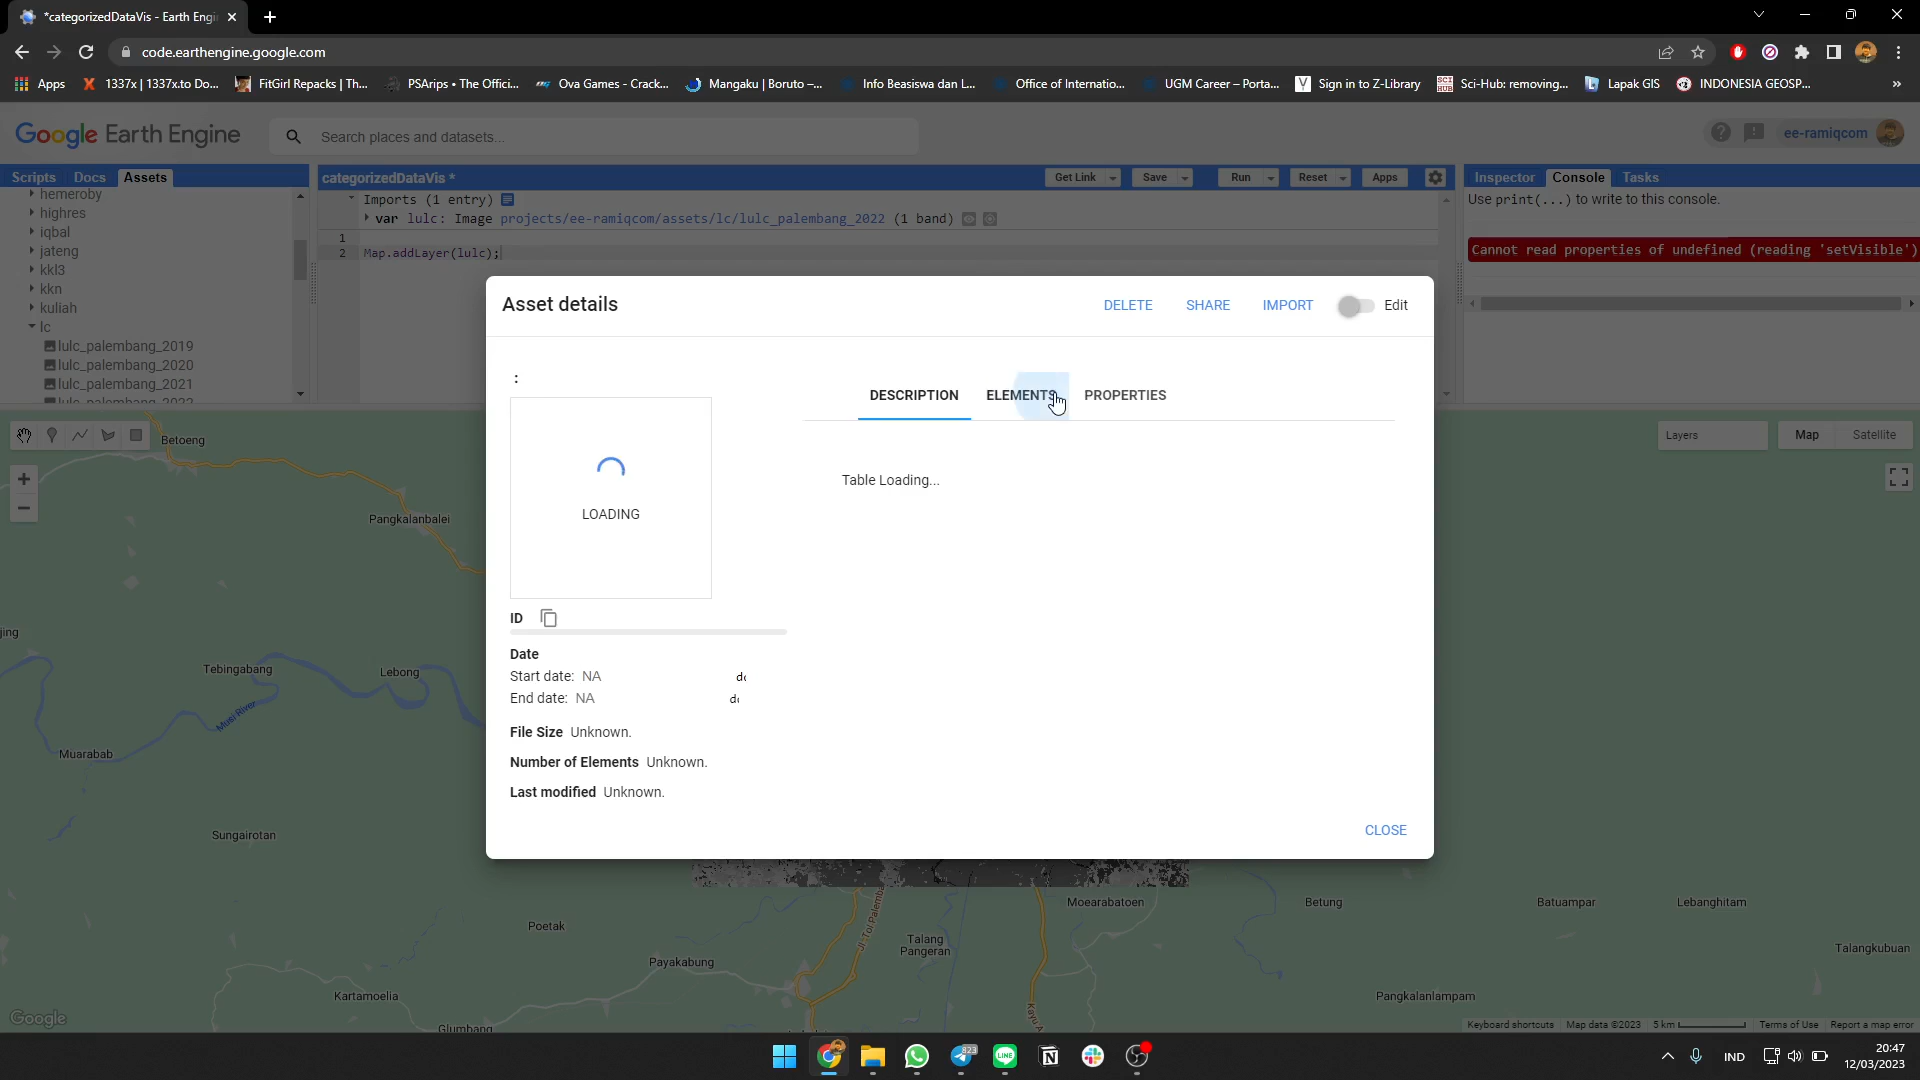 *categorizedDataVis - Earth Engi
code.earthengine.google.com
Apps
1337x | 1337x.to Do...
FitGirl Repacks | Th...
PSArips • The Offici...
Ova Games - Crack...
Mangaku | Boruto –...
Info Beasiswa dan L...
Office of Internatio...
UGM Career – Porta...
Sign in to Z-Library
Sci-Hub: removing...
Lapak GIS
INDONESIA GEOSP...
»
Google Earth Engine
Search places and datasets...
ee-ramiqcom
Scripts Docs Assets
hemeroby
highres
iqbal
jateng
kkl3
kkn
kuliah
lc
lulc_palembang_2019
lulc_palembang_2020
lulc_palembang_2021
lulc_palembang_2022
categorizedDataVis *
Get Link Save Run Reset Apps
Imports (1 entry)
var lulc: Image projects/ee-ramiqcom/assets/lc/lulc_palembang_2022 (1 band)
1
2 Map.addLayer(lulc);
Inspector Console Tasks
Use print(...) to write to this console.
Cannot read properties of undefined (reading 'setVisible')
Asset details
DELETE SHARE IMPORT Edit
:
DESCRIPTION ELEMENTS PROPERTIES
LOADING
Table Loading...
ID
Date
Start date: NA
End date: NA
File Size Unknown.
Number of Elements Unknown.
Last modified Unknown.
CLOSE
Layers
Map Satellite
Betoeng
Pangkalanbalei
jing
Tebingabang
Lebong
Musi River
Muarabab
Sungairotan
Poetak
Payakabung
Kartamoelia
Glumbang
Jl. Tol Palemba
Talang
Pangeran
Kayu A
Moearabatoen
Betung
Batuampar
Lebanghitam
Talangkubuan
Pangkalanlampam
Google
Keyboard shortcuts Map data ©2023 5 km Terms of Use Report a map error
823
IND
20:47
12/03/2023